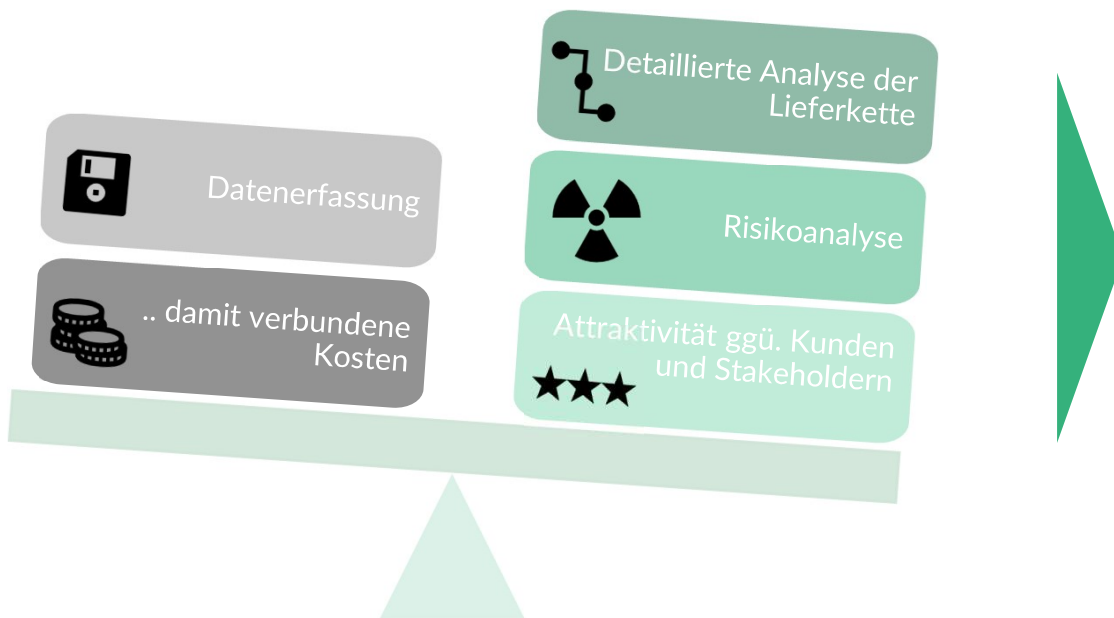 Datenerfassung
.. damit verbundene
Kosten
Detaillierte Analyse der
Lieferkette
Risikoanalyse
Attraktivität ggü. Kunden
und Stakeholdern